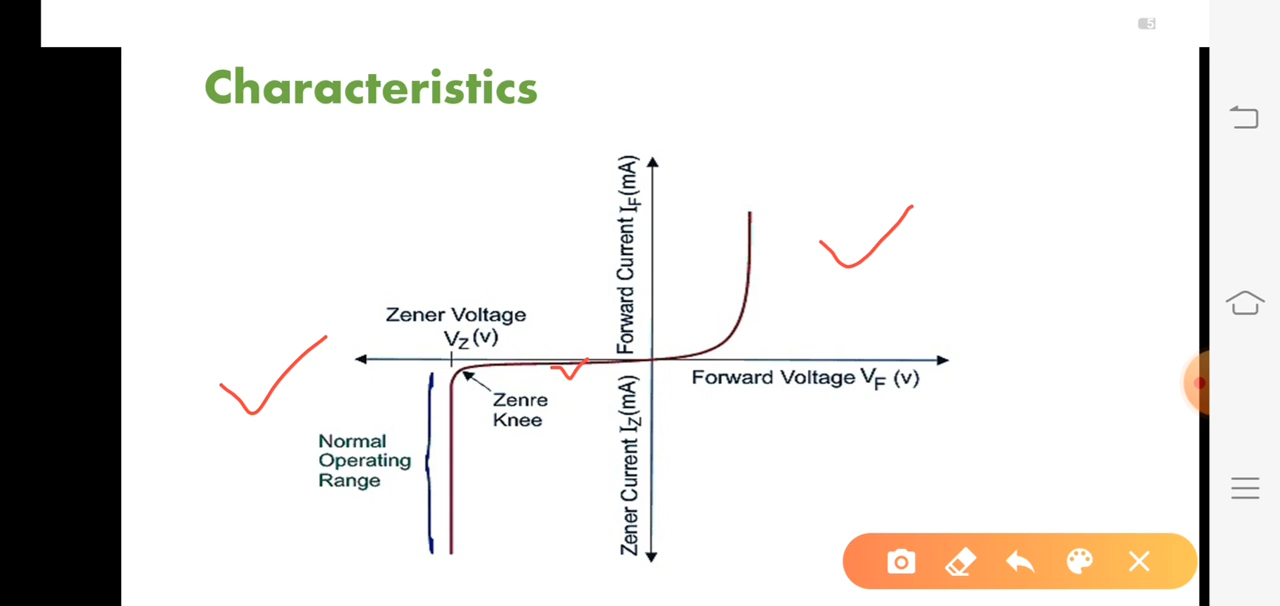 5
Characteristics
Forward Current IF(mA)
Zener Voltage
VZ (v)
Forward Voltage VF (v)
Zenre
Knee
Zener Current IZ(mA)
Normal
Operating
Range